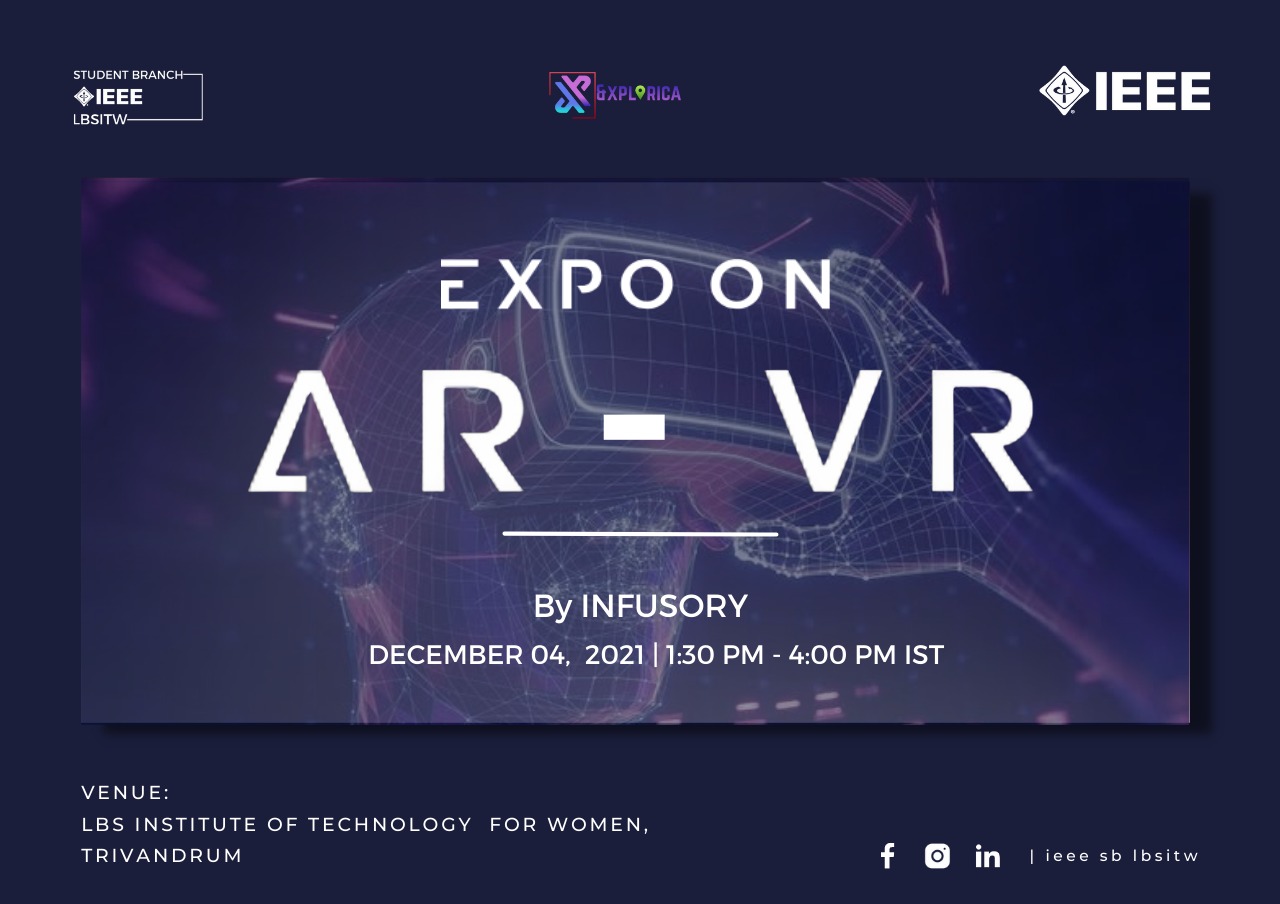 STUDENT BRANCH
IEEE
LBSITW
&XPLORICA
IEEE
EXPO ON
AR - VR
By INFUSORY
DECEMBER 04,  2021 | 1:30 PM - 4:00 PM IST
VENUE:
LBS INSTITUTE OF TECHNOLOGY  FOR WOMEN,
TRIVANDRUM
| ieee sb lbsitw